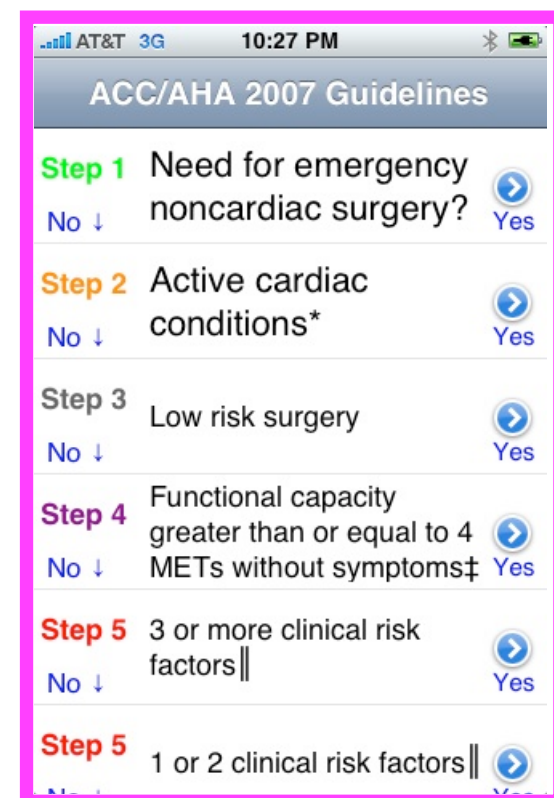 AT&T 3G 10:27 PM
ACC/AHA 2007 Guidelines
Step 1 Need for emergency
noncardiac surgery?
No ↓ Yes
Step 2 Active cardiac
conditions*
No ↓ Yes
Step 3 Low risk surgery
No ↓ Yes
Step 4 Functional capacity
greater than or equal to 4
METs without symptoms‡
No ↓ Yes
Step 5 3 or more clinical risk
factors‖
No ↓ Yes
Step 5 1 or 2 clinical risk factors‖
No ↓ Yes